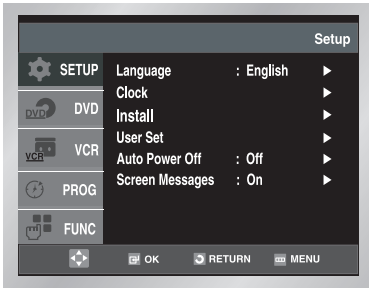 Setup
SETUP
DVD
DVD
VCR
VCR
PROG
FUNC
Language : English
Clock
Install
User Set
Auto Power Off : Off
Screen Messages : On
OK RETURN MENU